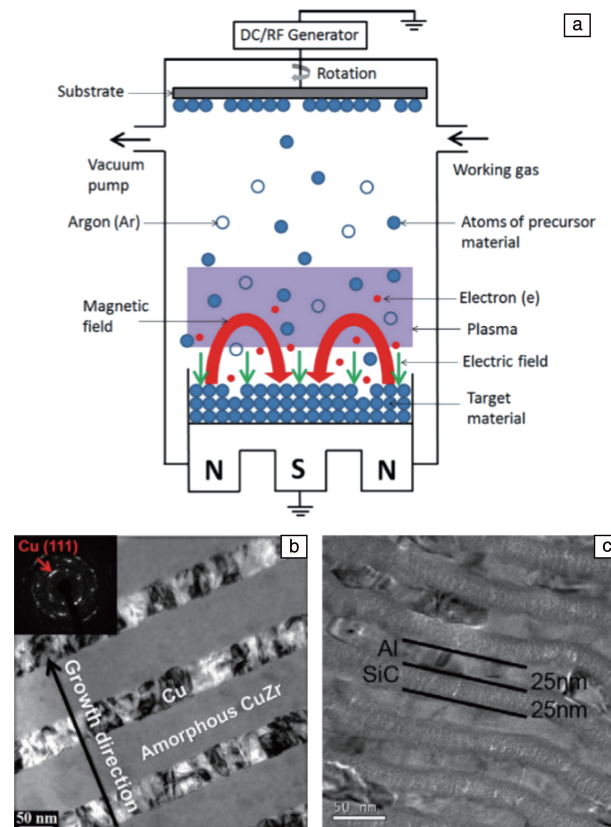 a
DC/RF Generator
Rotation
Substrate
Vacuum
pump
Working gas
Argon (Ar)
Atoms of precursor
material
Magnetic
field
Electron (e)
Plasma
Electric field
Target
material
N
S
N
b
Cu (111)
Growth direction
Cu
Amorphous CuZr
50 nm
c
Al
SiC
25nm
25nm
50 nm